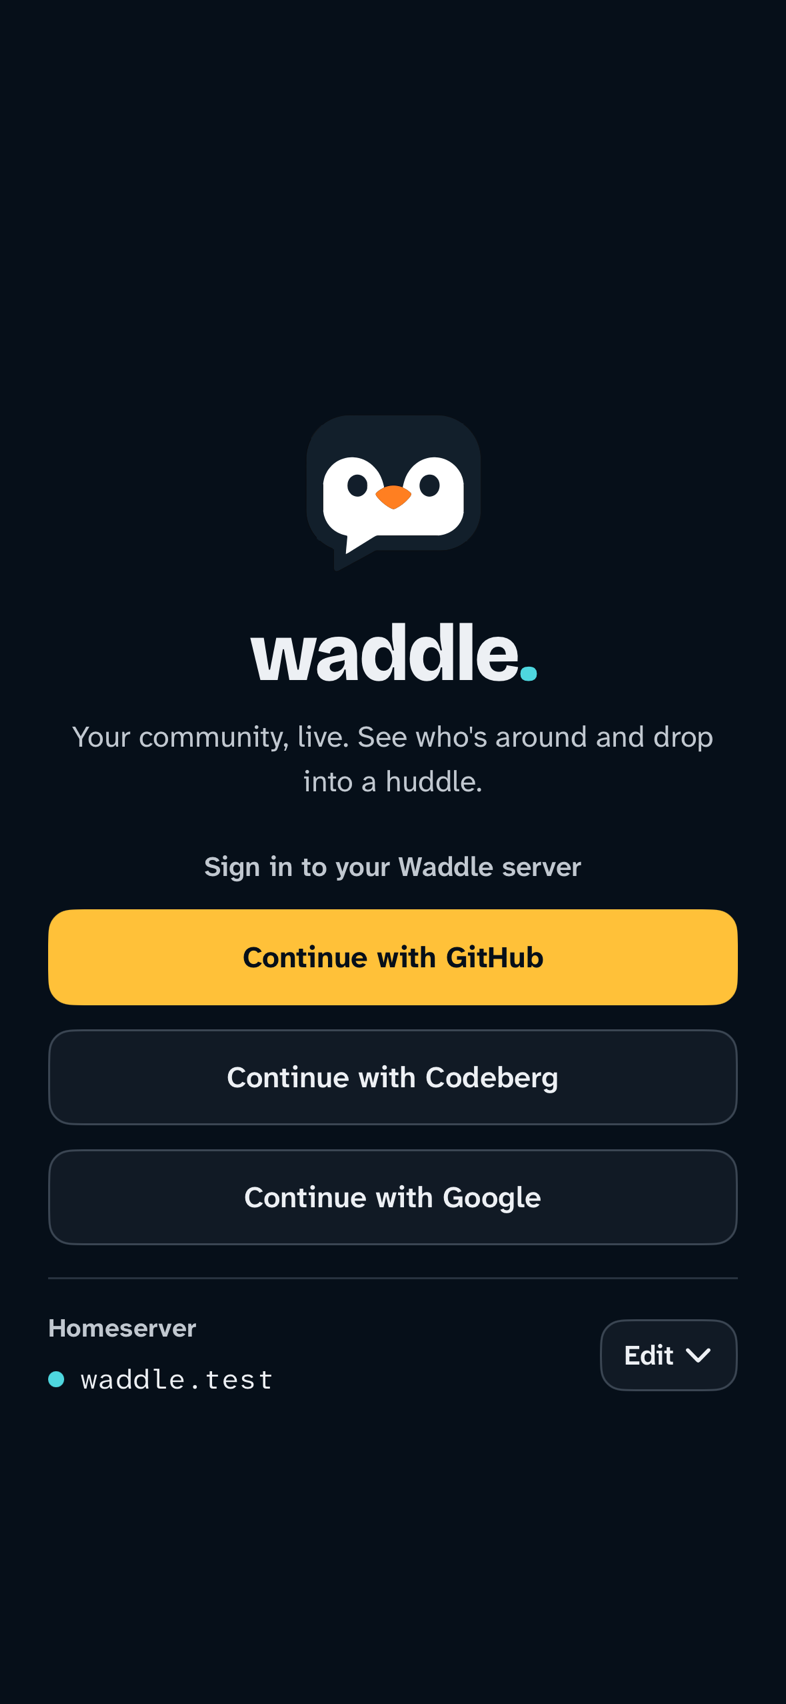 waddle.
Your community, live. See who's around and drop
into a huddle.
Sign in to your Waddle server
Continue with GitHub
Continue with Codeberg
Continue with Google
Homeserver
waddle.test
Edit